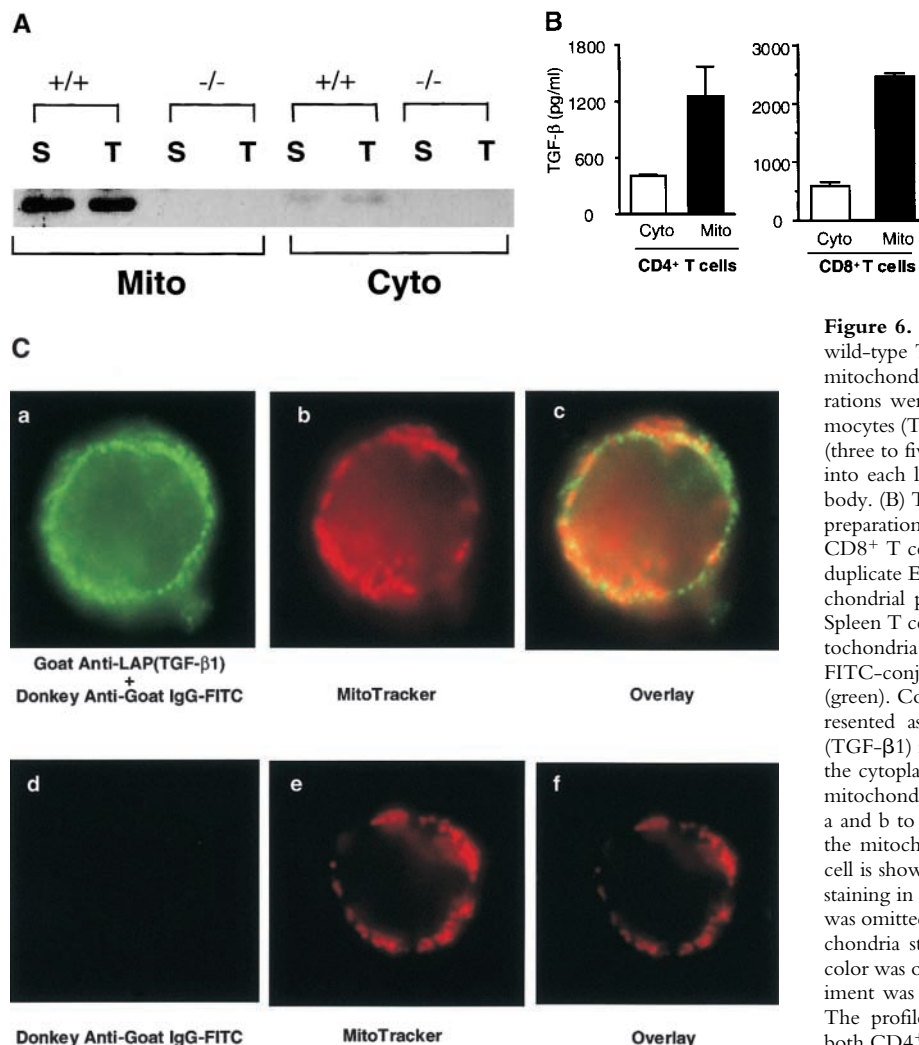 A
+/+ -/- +/+ -/-
S T S T S T S T
Mito Cyto
B
1800
1200
600
0
TGF-β (pg/ml)
Cyto Mito
CD4+ T cells
3000
2000
1000
0
Cyto Mito
CD8+ T cells
C
a
b
c
Goat Anti-LAP(TGF-β1)
+
Donkey Anti-Goat IgG-FITC
MitoTracker
Overlay
d
e
f
Donkey Anti-Goat IgG-FITC
MitoTracker
Overlay
Figure 6.
wild-type T
mitochond
rations wer
mocytes (T
(three to fiv
into each l
body. (B) T
preparation
CD8+ T c
duplicate E
chondrial p
Spleen T c
tochondria
FITC-conj
(green). Co
resented as
(TGF-β1)
the cytopla
mitochond
a and b to
the mitoch
cell is show
staining in
was omitte
chondria st
color was o
iment was
The profile
both CD4+